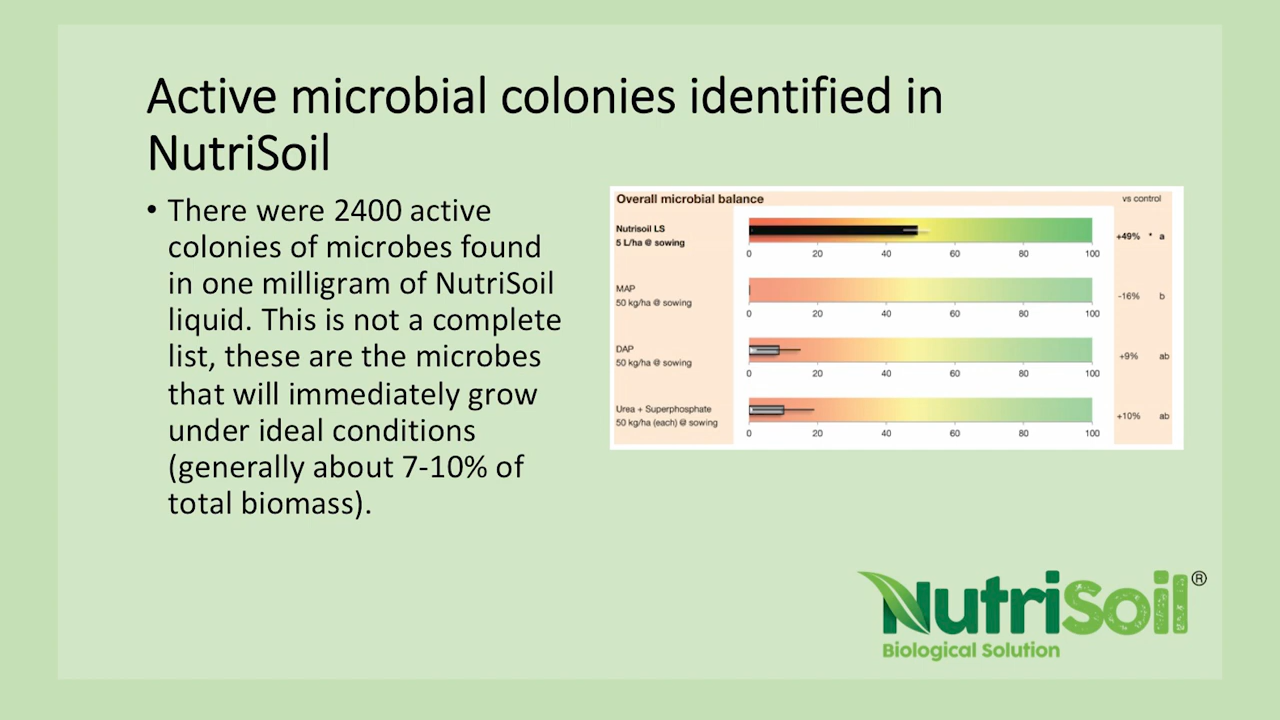 Active microbial colonies identified in
NutriSoil
• There were 2400 active
colonies of microbes found
in one milligram of NutriSoil
liquid. This is not a complete
list, these are the microbes
that will immediately grow
under ideal conditions
(generally about 7-10% of
total biomass).
Overall microbial balance
vs control
Nutrisoil LS
5 L/ha @ sowing
+49% * a
0 20 40 60 80 100
MAP
50 kg/ha @ sowing
-16% b
0 20 40 60 80 100
DAP
50 kg/ha @ sowing
+9% ab
0 20 40 60 80 100
Urea + Superphosphate
50 kg/ha (each) @ sowing
+10% ab
0 20 40 60 80 100
NutriSoil®
Biological Solution